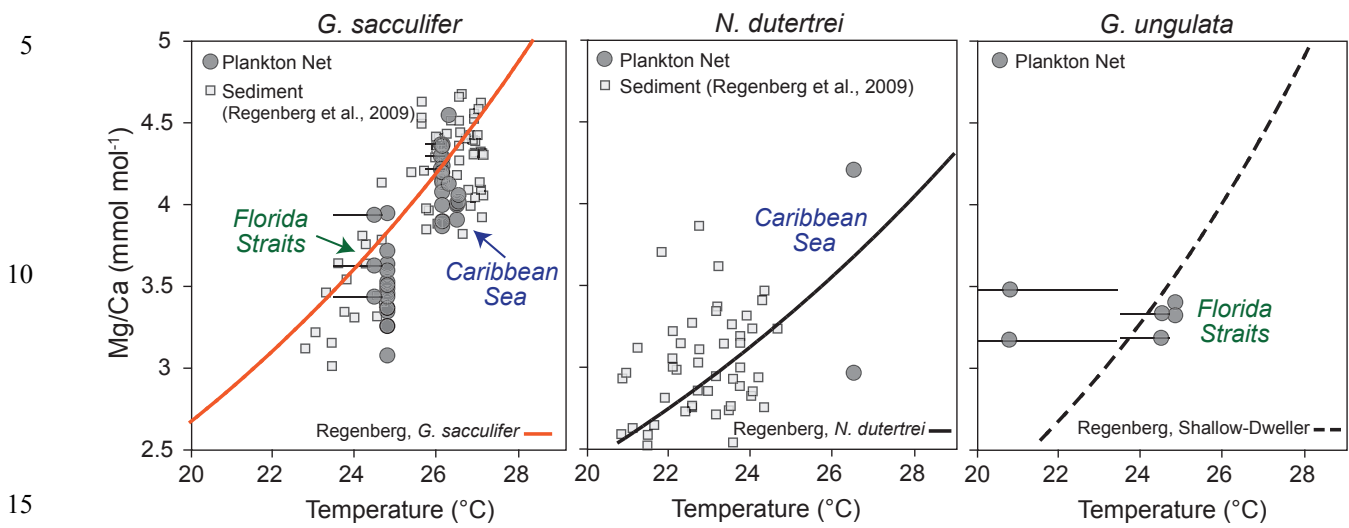 G. sacculifer
N. dutertrei
G. ungulata
5
10
15
Mg/Ca (mmol mol-1)
5
4.5
4
3.5
3
2.5
Plankton Net
Sediment
(Regenberg et al., 2009)
Florida
Straits
Caribbean
Sea
Regenberg, G. sacculifer
20 22 24 26 28
Temperature (°C)
Plankton Net
Sediment (Regenberg et al., 2009)
Caribbean
Sea
Regenberg, N. dutertrei
20 22 24 26 28
Temperature (°C)
Plankton Net
Florida
Straits
Regenberg, Shallow-Dweller
20 22 24 26 28
Temperature (°C)